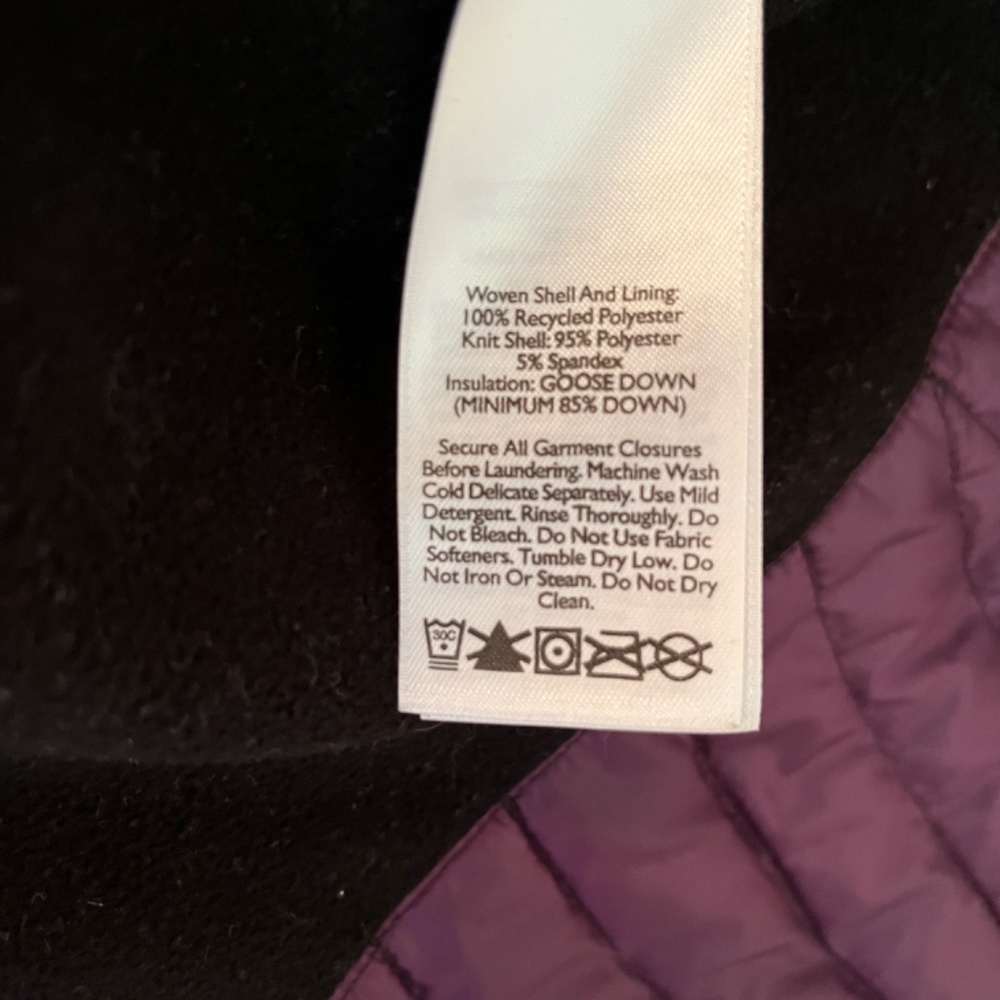 Woven Shell And Lining:
100% Recycled Polyester
Knit Shell: 95% Polyester
5% Spandex
Insulation: GOOSE DOWN
(MINIMUM 85% DOWN)
Secure All Garment Closures
Before Laundering. Machine Wash
Cold Delicate Separately. Use Mild
Detergent. Rinse Thoroughly. Do
Not Bleach. Do Not Use Fabric
Softeners. Tumble Dry Low. Do
Not Iron Or Steam. Do Not Dry
Clean.
30C